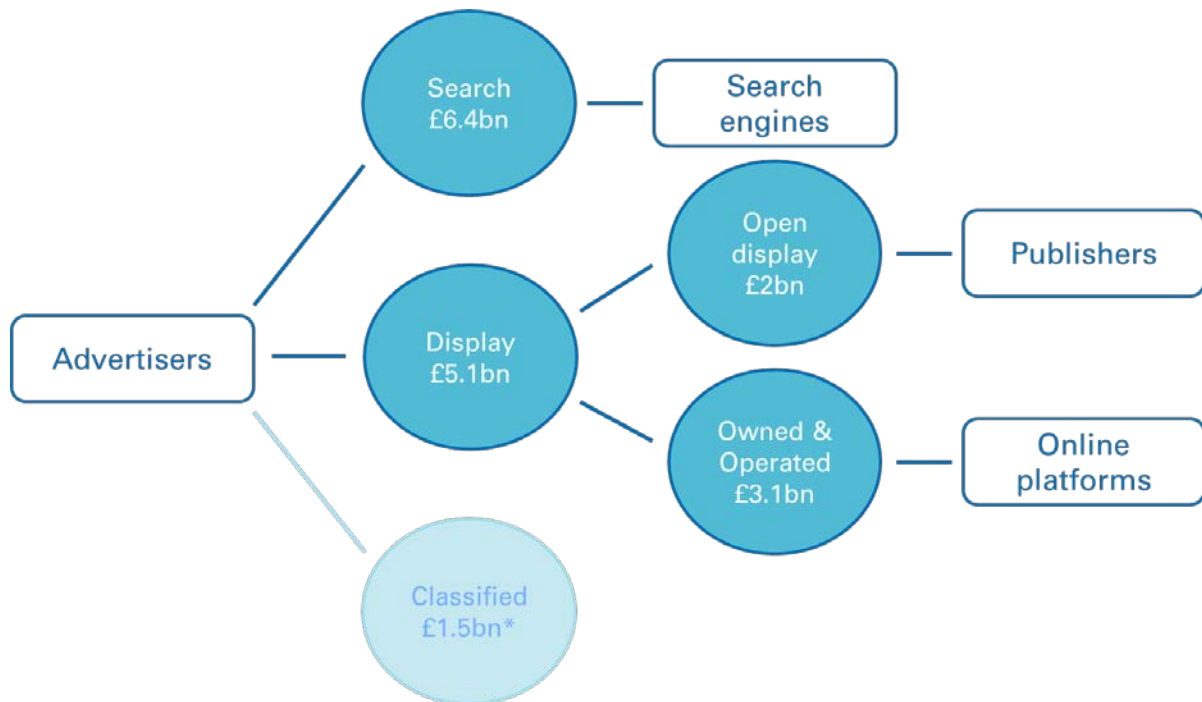 Search
£6.4bn
Search
engines
Open
display
£2bn
Publishers
Advertisers
Display
£5.1bn
Owned &
Operated
£3.1bn
Online
platforms
Classified
£1.5bn*